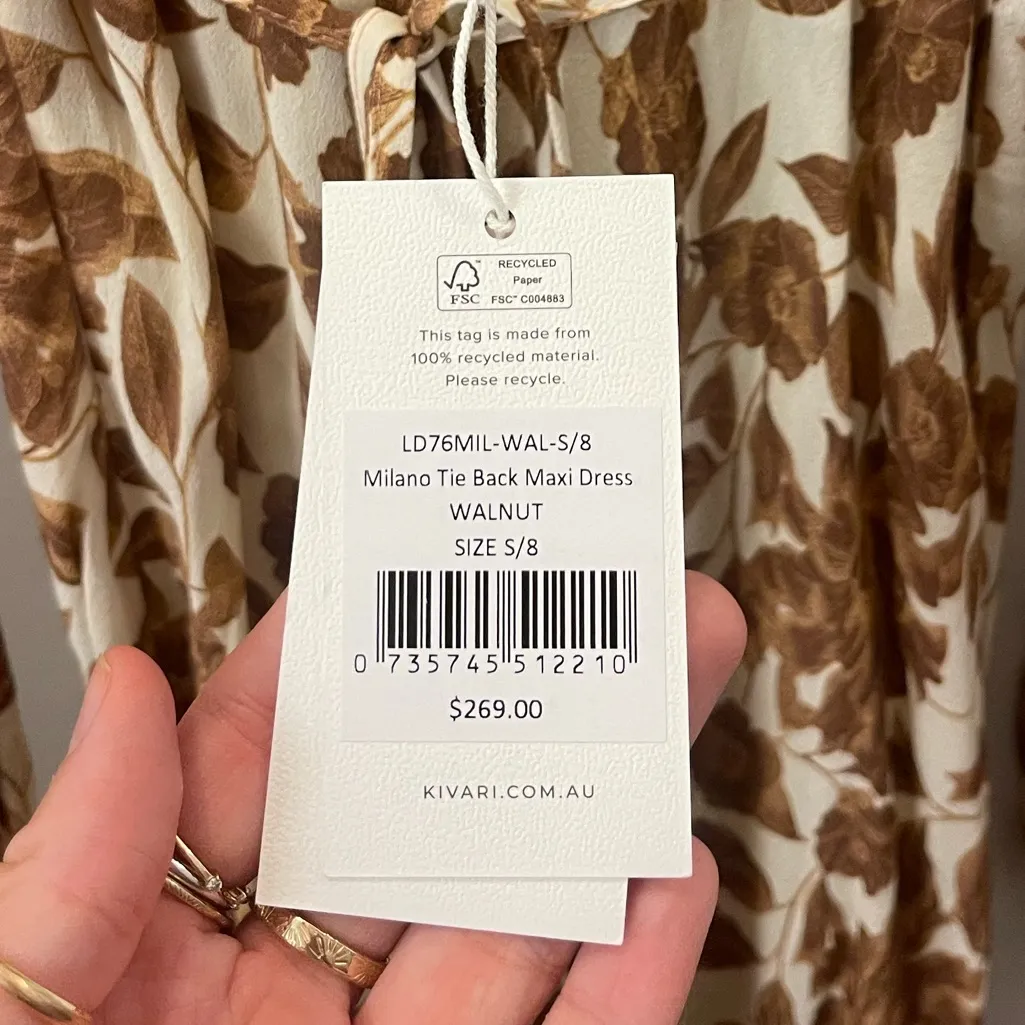 RECYCLED
Paper
FSC™ FSC™ C004883
This tag is made from
100% recycled material.
Please recycle.
LD76MIL-WAL-S/8
Milano Tie Back Maxi Dress
WALNUT
SIZE S/8
0 735745 512210
$269.00
KIVARI.COM.AU